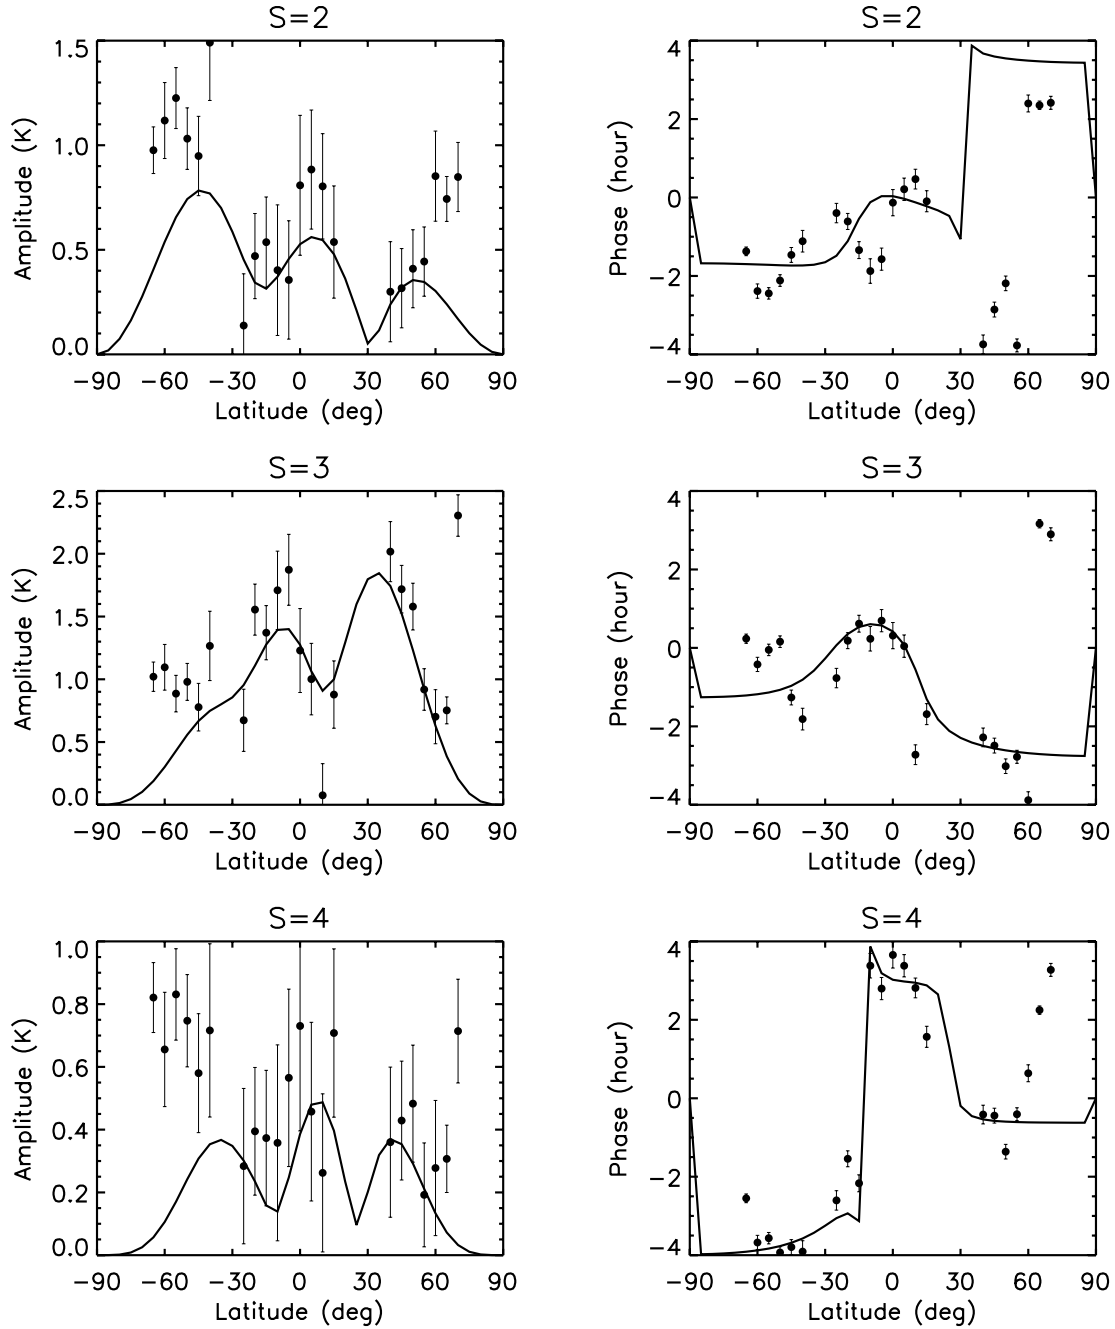 S=2
Amplitude (K)
1.5
1.0
0.5
0.0
−90 −60 −30 0 30 60 90
Latitude (deg)
S=2
Phase (hour)
4
2
0
−2
−4
−90 −60 −30 0 30 60 90
Latitude (deg)
S=3
Amplitude (K)
2.5
2.0
1.5
1.0
0.5
0.0
−90 −60 −30 0 30 60 90
Latitude (deg)
S=3
Phase (hour)
4
2
0
−2
−4
−90 −60 −30 0 30 60 90
Latitude (deg)
S=4
Amplitude (K)
1.0
0.8
0.6
0.4
0.2
0.0
−90 −60 −30 0 30 60 90
Latitude (deg)
S=4
Phase (hour)
4
2
0
−2
−4
−90 −60 −30 0 30 60 90
Latitude (deg)